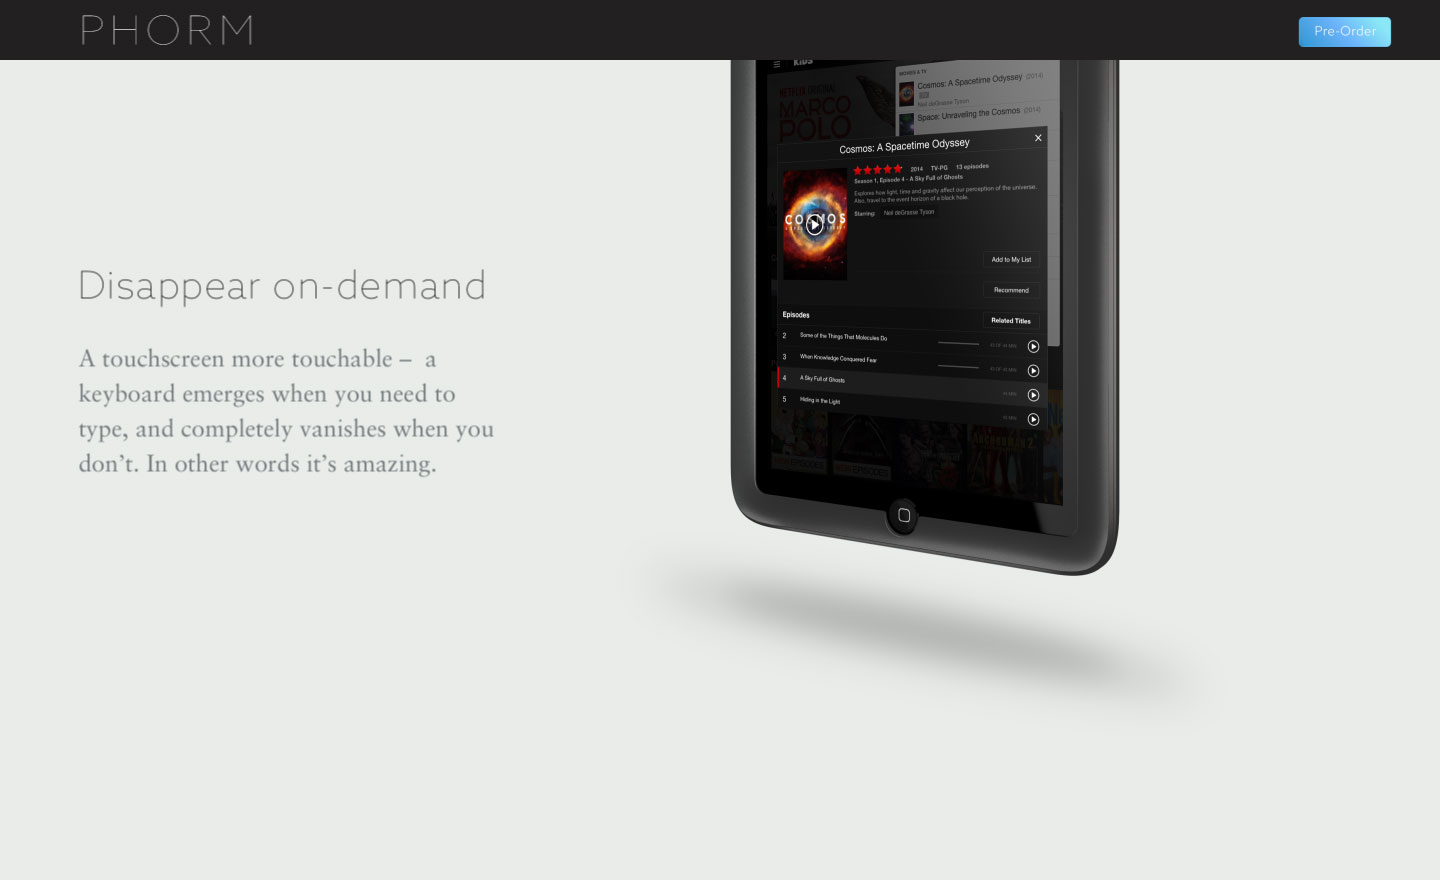 PHORM
Pre-Order
Disappear on-demand
A touchscreen more touchable – a
keyboard emerges when you need to
type, and completely vanishes when you
don’t. In other words it’s amazing.
KIDS
NETFLIX ORIGINAL
MARCO
POLO
MOVIES & TV
Cosmos: A Spacetime Odyssey (2014)
Neil deGrasse Tyson
Space: Unraveling the Cosmos (2014)
Cosmos: A Spacetime Odyssey
COSMOS
2014 TV-PG 13 episodes
Season 1, Episode 4 - A Sky Full of Ghosts
Explores how light, time and gravity affect our perception of the universe.
Also, travel to the event horizon of a black hole.
Starring: Neil deGrasse Tyson
Add to My List
Recommend
Episodes
Related Titles
2 Some of the Things That Molecules Do
3 When Knowledge Conquered Fear
4 A Sky Full of Ghosts
5 Hiding in the Light
EPISODES
NEW EPISODES